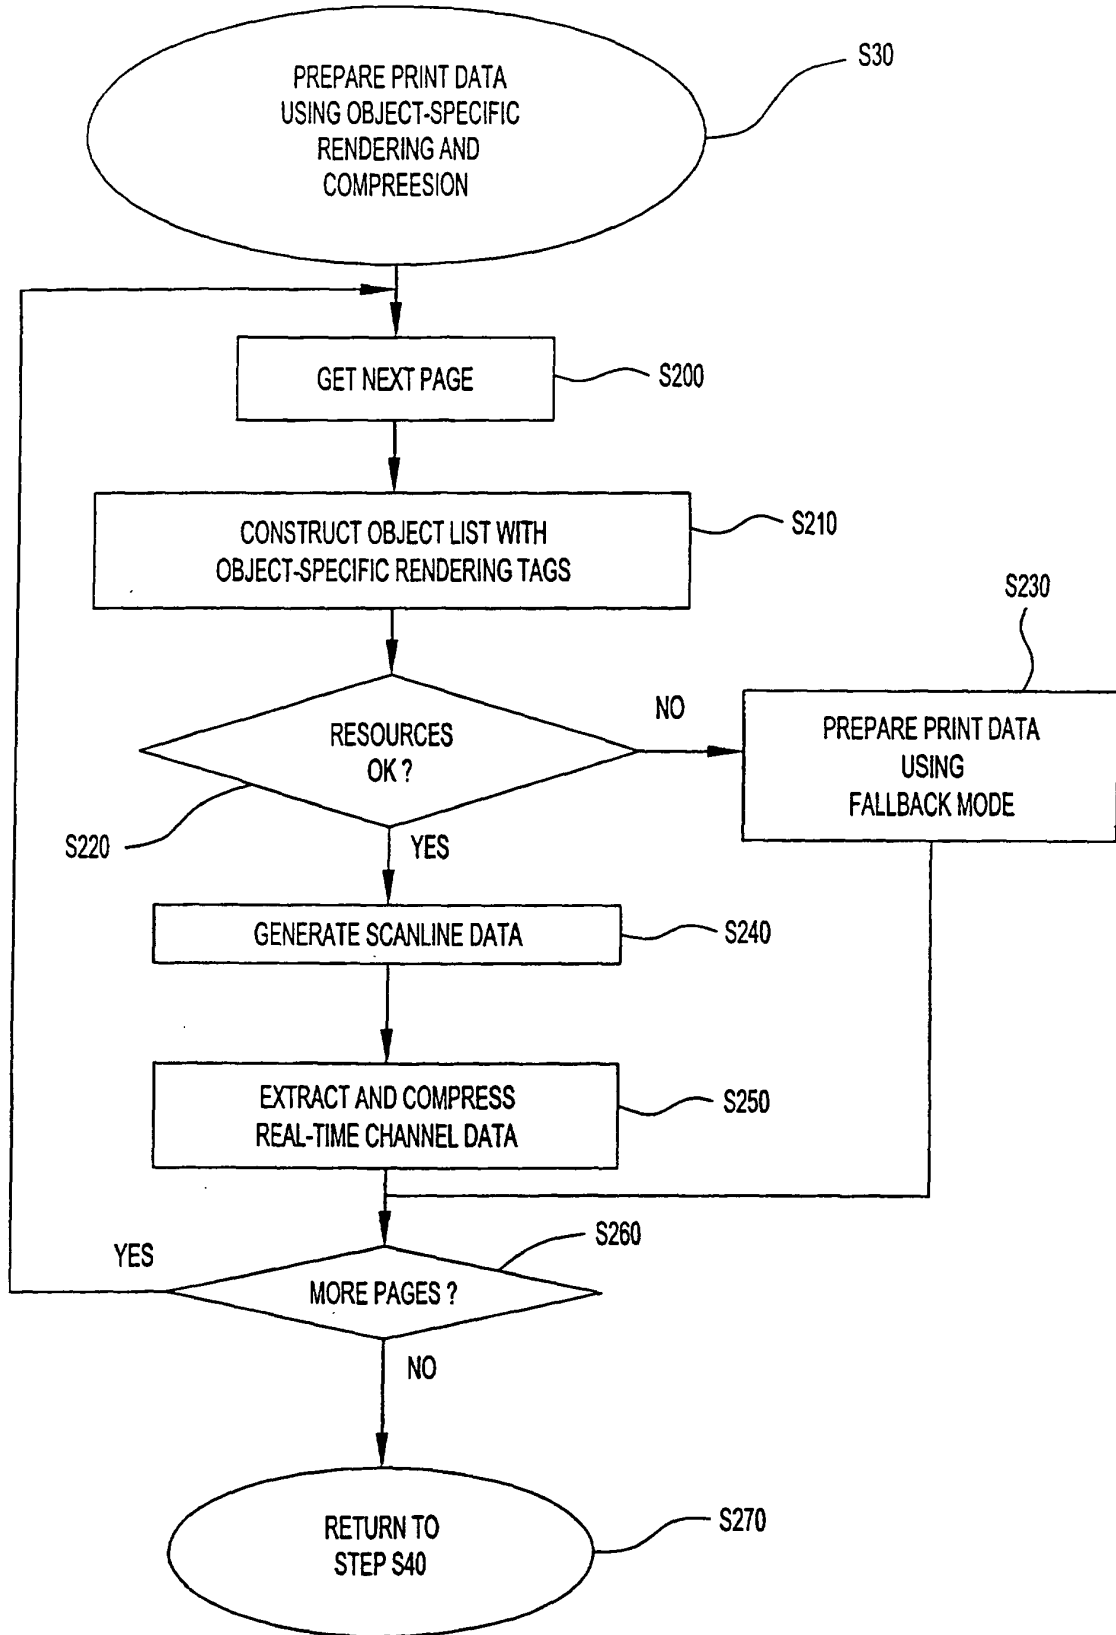 PREPARE PRINT DATA
USING OBJECT-SPECIFIC
RENDERING AND
COMPREESION
S30
GET NEXT PAGE
S200
CONSTRUCT OBJECT LIST WITH
OBJECT-SPECIFIC RENDERING TAGS
S210
RESOURCES
OK ?
S220
NO
S230
PREPARE PRINT DATA
USING
FALLBACK MODE
YES
GENERATE SCANLINE DATA
S240
EXTRACT AND COMPRESS
REAL-TIME CHANNEL DATA
S250
YES
S260
MORE PAGES ?
NO
RETURN TO
STEP S40
S270